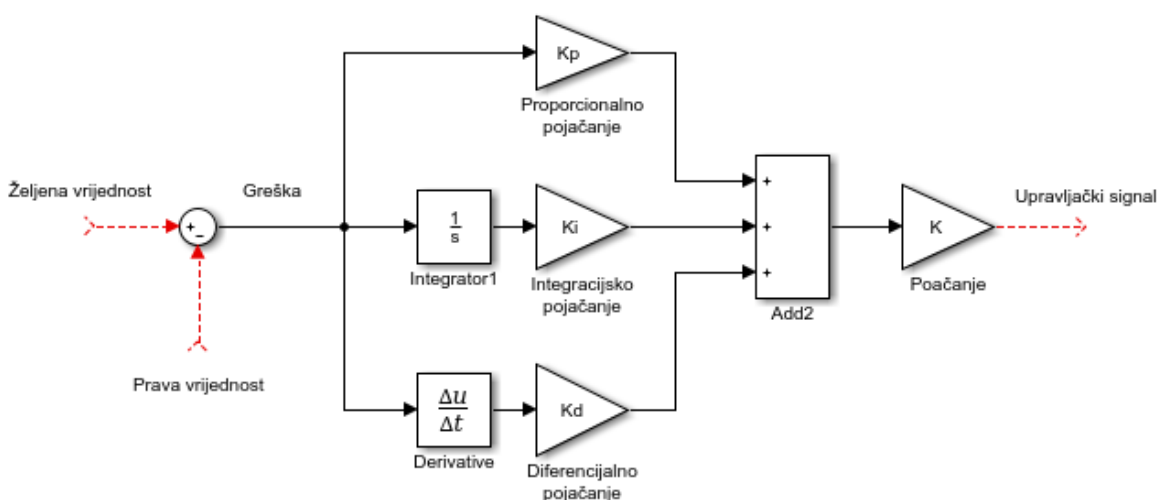 Kp
Proporcionalno
pojačanje
Željena vrijednost
Greška
+
−
1
s
Integrator1
Ki
Integracijsko
pojačanje
+
+
+
Add2
K
Poačanje
Upravljački signal
Prava vrijednost
Δu
Δt
Derivative
Kd
Diferencijalno
pojačanje